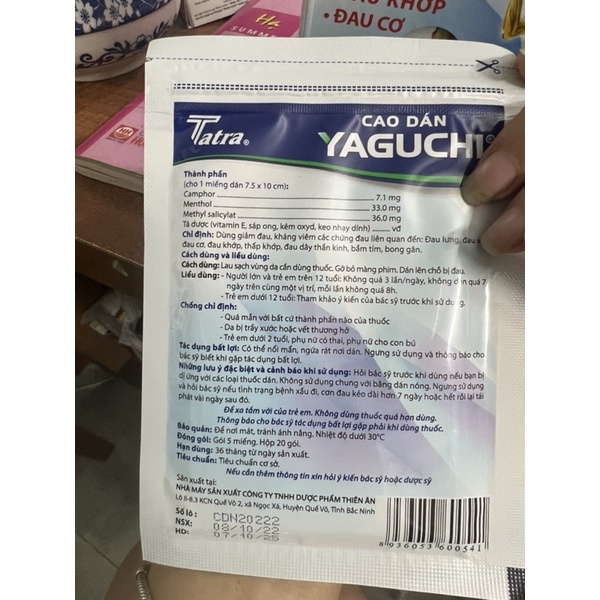 Hạ
SUMM
KHỚP
• ĐAU CƠ
Tatra®
CAO DÁN
YAGUCHI
Thành phần
(cho 1 miếng dán 7.5 x 10 cm):
Camphor 7.1 mg
Menthol 33.0 mg
Methyl salicylat 36.0 mg
Tá dược (vitamin E, sáp ong, kẽm oxyd, keo nhạy dính) vđ
Chỉ định: Dùng giảm đau, kháng viêm các chứng đau liên quan đến: Đau lưng, đau
đau cơ, đau khớp, thấp khớp, đau dây thần kinh, bầm tím, bong gân.
Cách dùng và liều dùng:
Cách dùng: Lau sạch vùng da cần dùng thuốc. Gỡ bỏ màng phim. Dán lên chỗ bị đau.
Liều dùng: - Người lớn và trẻ em trên 12 tuổi: Không quá 3 lần/ngày, không dán quá 7
ngày trên cùng một vị trí, mỗi lần không quá 8h.
- Trẻ em dưới 12 tuổi: Tham khảo ý kiến của bác sỹ trước khi sử dụng.
Chống chỉ định:
- Quá mẫn với bất cứ thành phần nào của thuốc
- Da bị trầy xước hoặc vết thương hở
- Trẻ em dưới 2 tuổi, phụ nữ có thai, phụ nữ cho con bú
Tác dụng bất lợi: Có thể nổi mẩn, ngứa rát nơi dán. Ngưng sử dụng và thông báo cho
bác sỹ biết khi gặp tác dụng bất lợi.
Những lưu ý đặc biệt và cảnh báo khi sử dụng: Hỏi bác sỹ trước khi dùng nếu bạn bị
dị ứng với các loại thuốc dán. Không sử dụng chung với băng dán nóng. Ngưng sử dụng
và hỏi bác sỹ nếu tình trạng bệnh xấu đi, cơn đau kéo dài hơn 7 ngày hoặc hết rồi lại tái
phát vài ngày sau đó.
Để xa tầm với của trẻ em. Không dùng thuốc quá hạn dùng.
Thông báo cho bác sỹ tác dụng bất lợi gặp phải khi dùng thuốc.
Bảo quản: Để nơi mát, tránh ánh nắng. Nhiệt độ dưới 30°C
Đóng gói: Gói 5 miếng. Hộp 20 gói.
Hạn dùng: 36 tháng từ ngày sản xuất.
Tiêu chuẩn: Tiêu chuẩn cơ sở.
Nếu cần thêm thông tin xin hỏi ý kiến bác sỹ hoặc dược sỹ
Sản xuất tại:
NHÀ MÁY SẢN XUẤT CÔNG TY TNHH DƯỢC PHẨM THIÊN ÂN
Lô II-8.3 KCN Quế Võ 2, xã Ngọc Xá, Huyện Quế Võ, Tỉnh Bắc Ninh
Số lô: CDN20222
NSX: 08/10/22
HD: 07/10/25
8 936053 600541